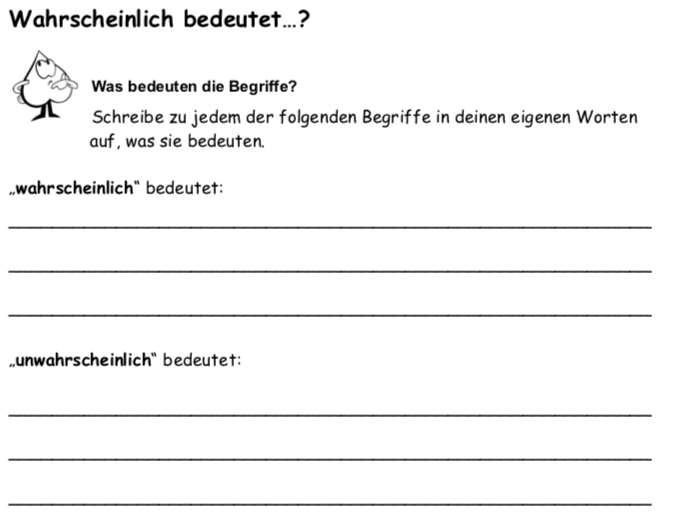 Wahrscheinlich bedeutet...?
Was bedeuten die Begriffe?
Schreibe zu jedem der folgenden Begriffe in deinen eigenen Worten
auf, was sie bedeuten.
„wahrscheinlich“ bedeutet:
„unwahrscheinlich“ bedeutet: